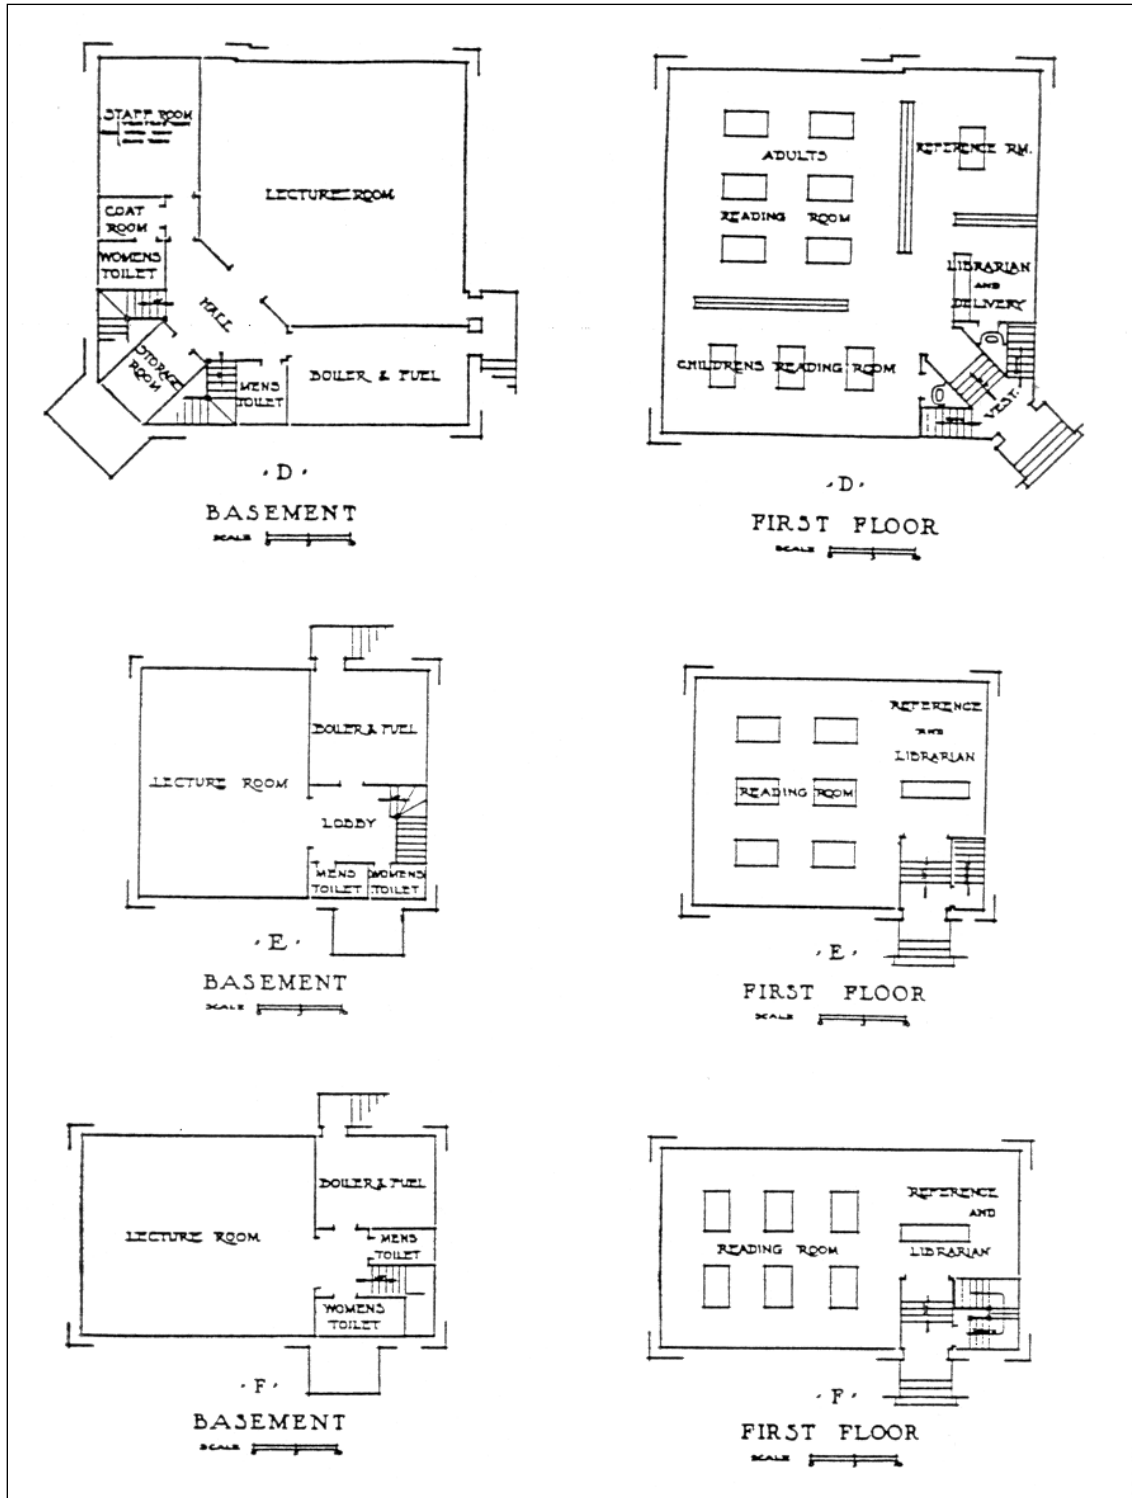 STAFF ROOM
COAT
ROOM
WOMENS
TOILET
LECTURE ROOM
HALL
STORAGE
ROOM
MENS
TOILET
BOILER & FUEL
· D ·
BASEMENT
SCALE
ADULTS
READING ROOM
REFERENCE RM.
LIBRARIAN
AND
DELIVERY
CHILDRENS READING ROOM
VEST.
· D ·
FIRST FLOOR
SCALE
BOILER & FUEL
LECTURE ROOM
LOBBY
MENS
TOILET
WOMENS
TOILET
· E ·
BASEMENT
SCALE
REFERENCE
AND
LIBRARIAN
READING ROOM
· E ·
FIRST FLOOR
SCALE
BOILER & FUEL
LECTURE ROOM
MENS
TOILET
WOMENS
TOILET
· F ·
BASEMENT
SCALE
REFERENCE
AND
LIBRARIAN
READING ROOM
· F ·
FIRST FLOOR
SCALE